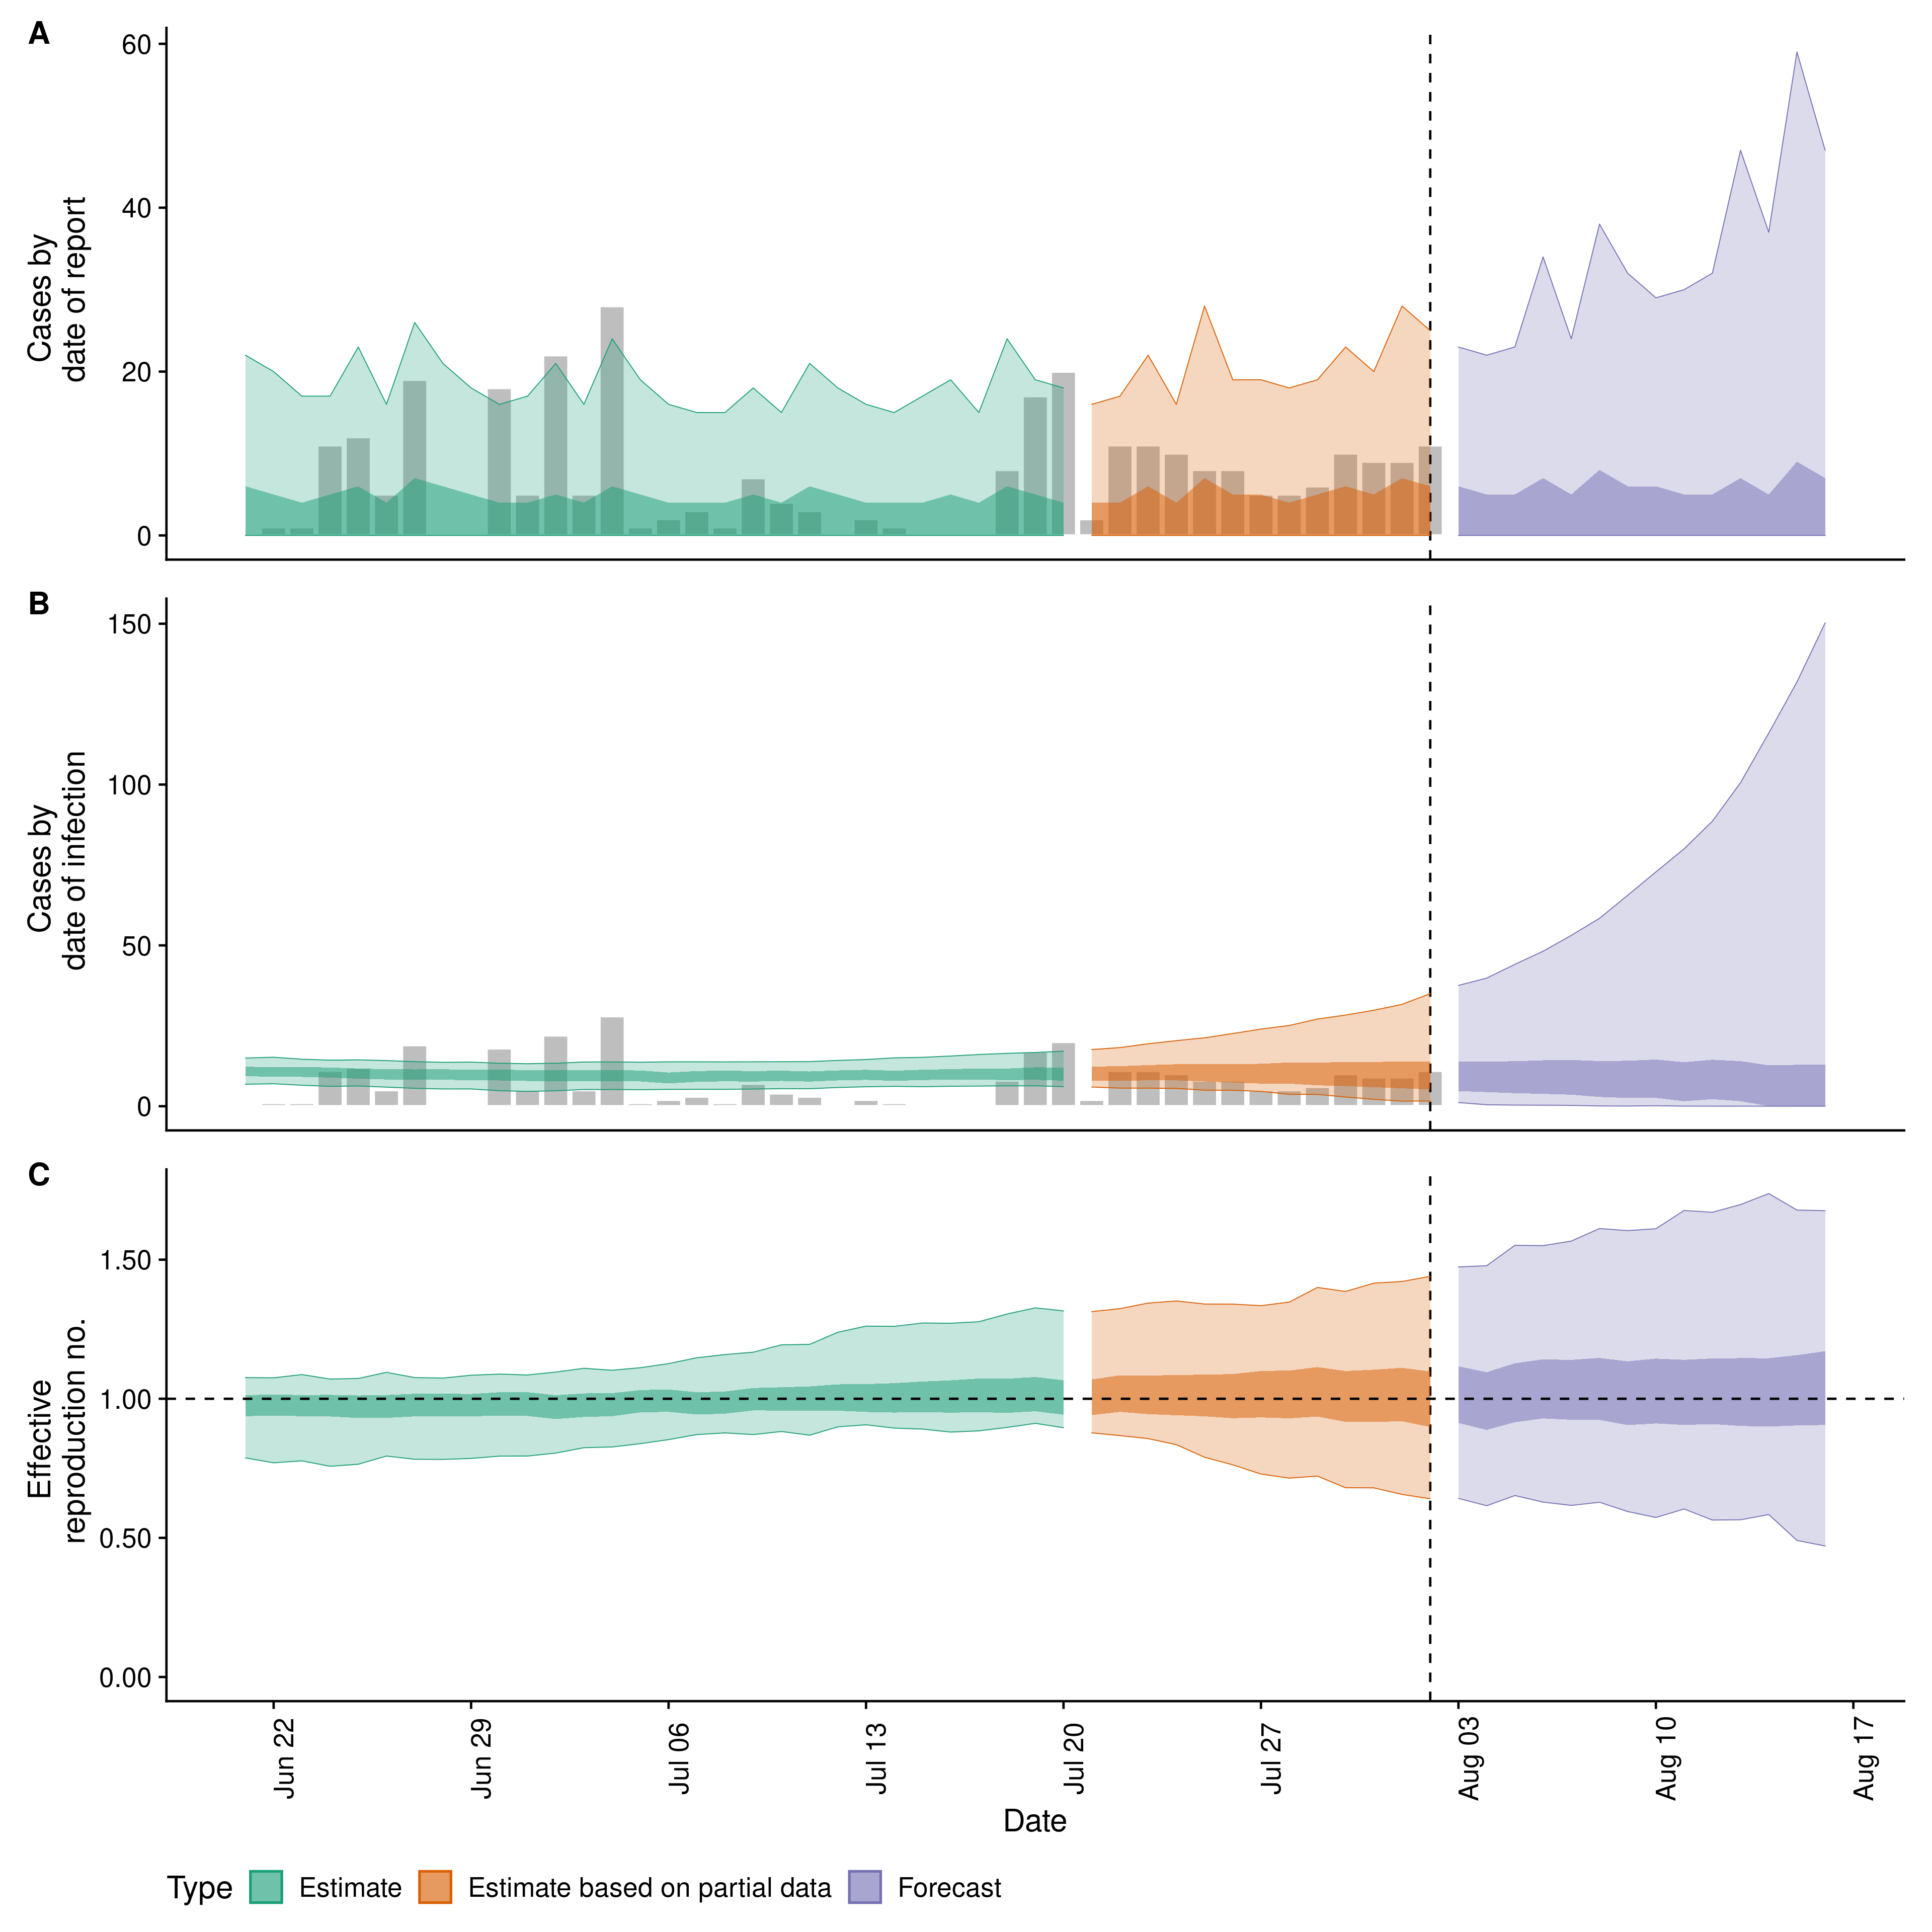 A
60
40
20
0
Cases by
date of report
B
150
100
50
0
Cases by
date of infection
C
1.50
1.00
0.50
0.00
Effective
reproduction no.
Jun 22
Jun 29
Jul 06
Jul 13
Jul 20
Jul 27
Aug 03
Aug 10
Aug 17
Date
Type Estimate Estimate based on partial data Forecast